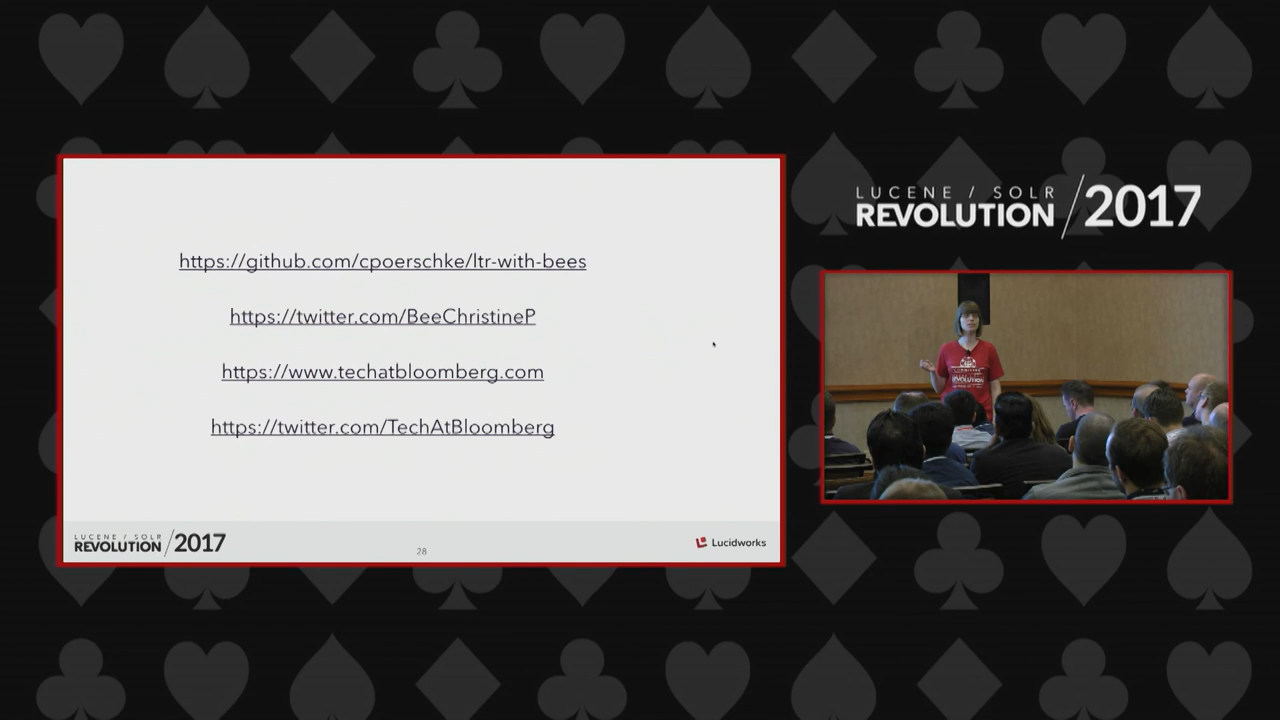 https://github.com/cpoerschke/ltr-with-bees
https://twitter.com/BeeChristineP
https://www.techatbloomberg.com
https://twitter.com/TechAtBloomberg
LUCENE / SOLR
REVOLUTION / 2017
28
Lucidworks
LUCENE / SOLR
REVOLUTION / 2017
REVOLUTION